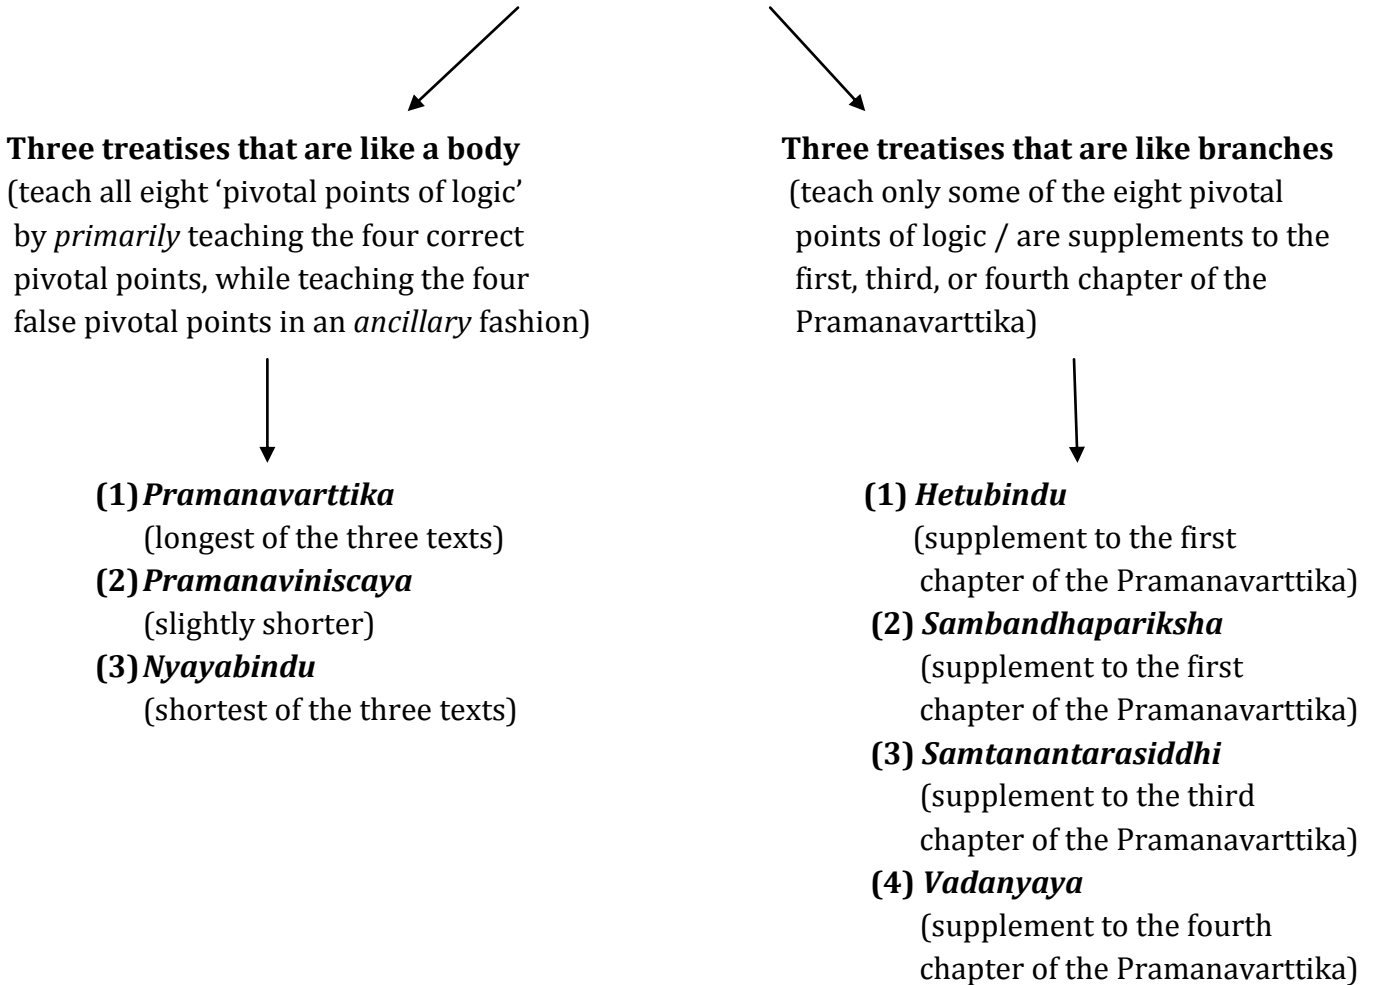 Three treatises that are like a body
(teach all eight ‘pivotal points of logic’
by primarily teaching the four correct
pivotal points, while teaching the four
false pivotal points in an ancillary fashion)
(1) Pramanavarttika
(longest of the three texts)
(2) Pramanaviniscaya
(slightly shorter)
(3) Nyayabindu
(shortest of the three texts)
Three treatises that are like branches
(teach only some of the eight pivotal
points of logic / are supplements to the
first, third, or fourth chapter of the
Pramanavarttika)
(1) Hetubindu
(supplement to the first
chapter of the Pramanavarttika)
(2) Sambandhapariksha
(supplement to the first
chapter of the Pramanavarttika)
(3) Samtanantarasiddhi
(supplement to the third
chapter of the Pramanavarttika)
(4) Vadanyaya
(supplement to the fourth
chapter of the Pramanavarttika)